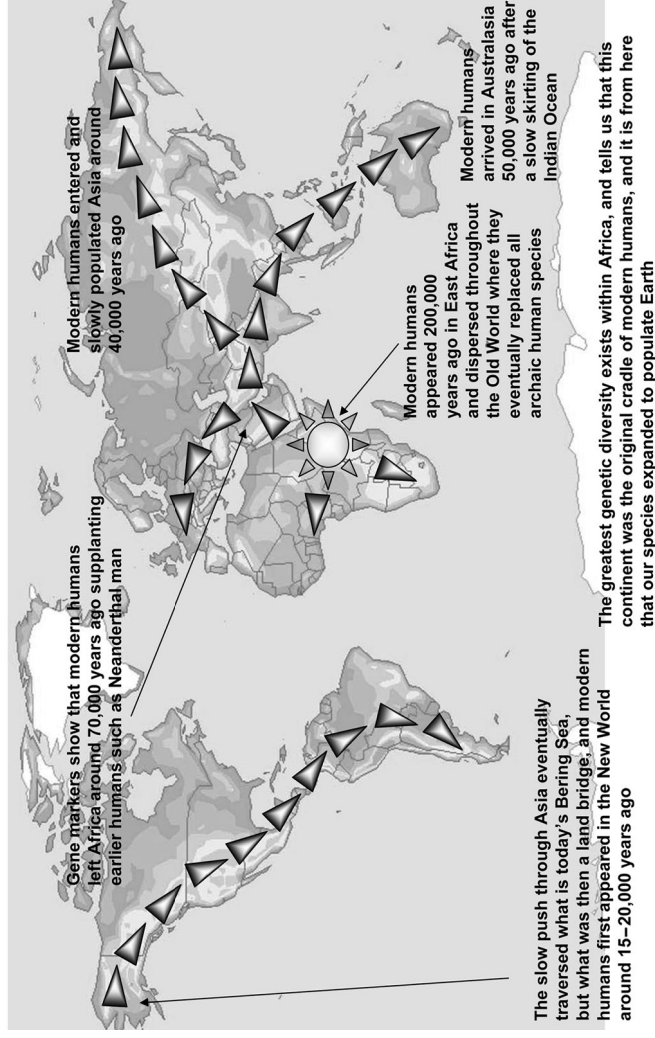 Gene markers show that modern humans
left Africa around 70,000 years ago supplanting
earlier humans such as Neanderthal man
Modern humans entered and
slowly populated Asia around
40,000 years ago
Modern humans
appeared 200,000
years ago in East Africa
and dispersed throughout
the Old World where they
eventually replaced all
archaic human species
Modern humans
arrived in Australasia
50,000 years ago after
a slow skirting of the
Indian Ocean
The slow push through Asia eventually
traversed what is today’s Bering Sea,
but what was then a land bridge, and modern
humans first appeared in the New World
around 15–20,000 years ago
The greatest genetic diversity exists within Africa, and tells us that this
continent was the original cradle of modern humans, and it is from here
that our species expanded to populate Earth